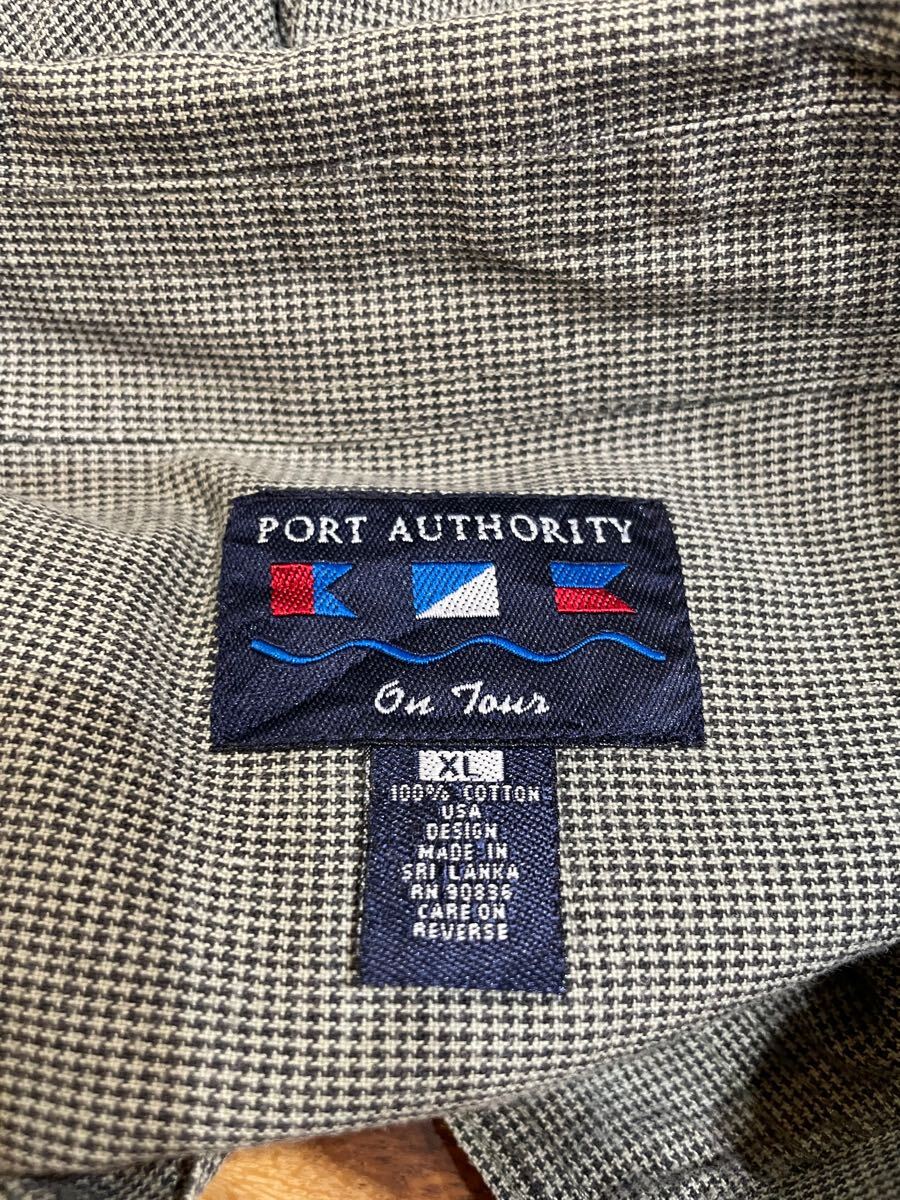 PORT AUTHORITY
On Tour
XL
100% COTTON
USA
DESIGN
MADE IN
SRI LANKA
RN 90836
CARE ON
REVERSE